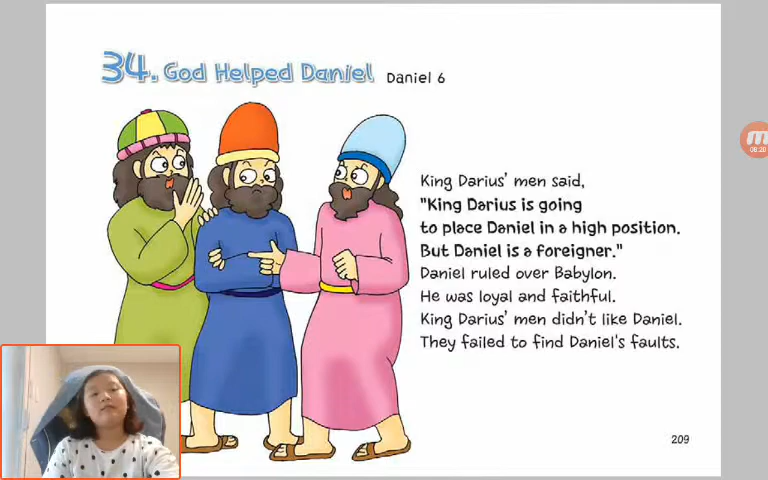 34. God Helped Daniel Daniel 6
King Darius' men said,
"King Darius is going
to place Daniel in a high position.
But Daniel is a foreigner."
Daniel ruled over Babylon.
He was loyal and faithful.
King Darius' men didn't like Daniel.
They failed to find Daniel's faults.
209
08:20